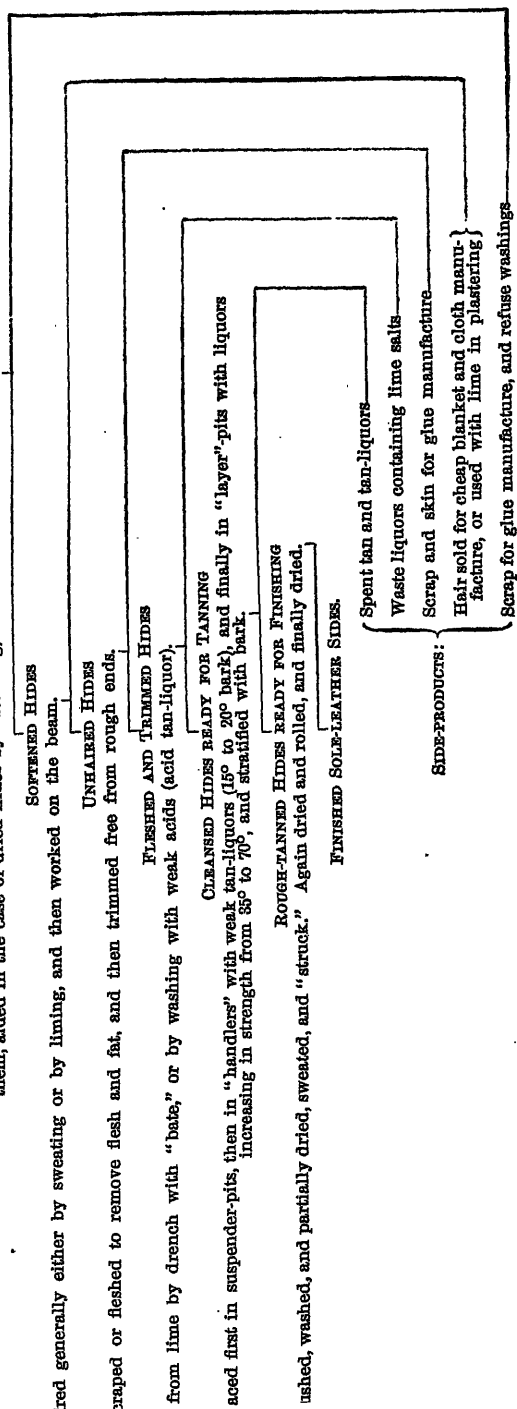 them, aided in the case of dried hides by
SOFTENED HIDES
red generally either by sweating or by liming, and then worked on the beam.
UNHAIRED HIDES
craped or fleshed to remove flesh and fat, and then trimmed free from rough ends.
FLESHED AND TRIMMED HIDES
from lime by drench with "bate," or by washing with weak acids (acid tan-liquor).
CLEANSED HIDES READY FOR TANNING
aced first in suspender-pits, then in "handlers" with weak tan-liquors (15° to 20° bark), and finally in "layer"-pits with liquors
increasing in strength from 35° to 70°, and stratified with bark.
ROUGH-TANNED HIDES READY FOR FINISHING
ushed, washed, and partially dried, sweated, and "struck." Again dried and rolled, and finally dried.
FINISHED SOLE-LEATHER SIDES.
SIDE-PRODUCTS:
Spent tan and tan-liquors
Waste liquors containing lime salts
Scrap and skin for glue manufacture
Hair sold for cheap blanket and cloth manu-
facture, or used with lime in plastering
Scrap for glue manufacture, and refuse washings